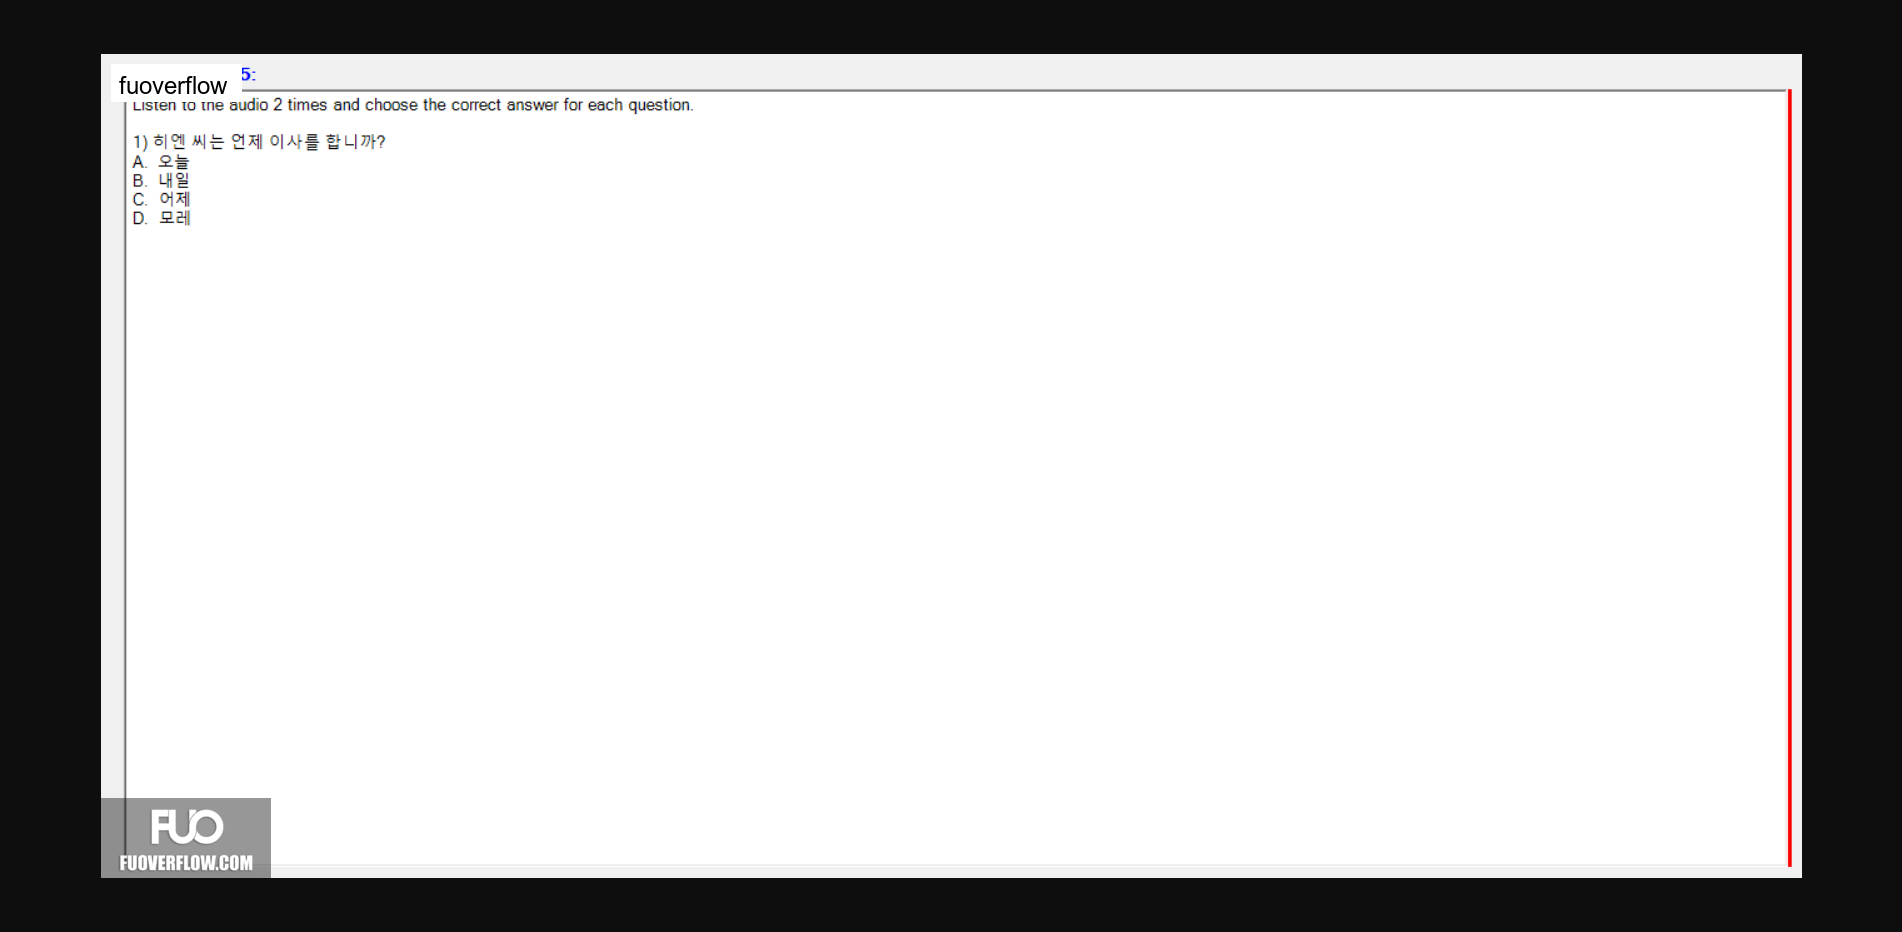 fuoverflow
5:
Listen to the audio 2 times and choose the correct answer for each question.
1) 히엔 씨는 언제 이사를 합니까?
A. 오늘
B. 내일
C. 어제
D. 모레
FUO
FUOVERFLOW.COM